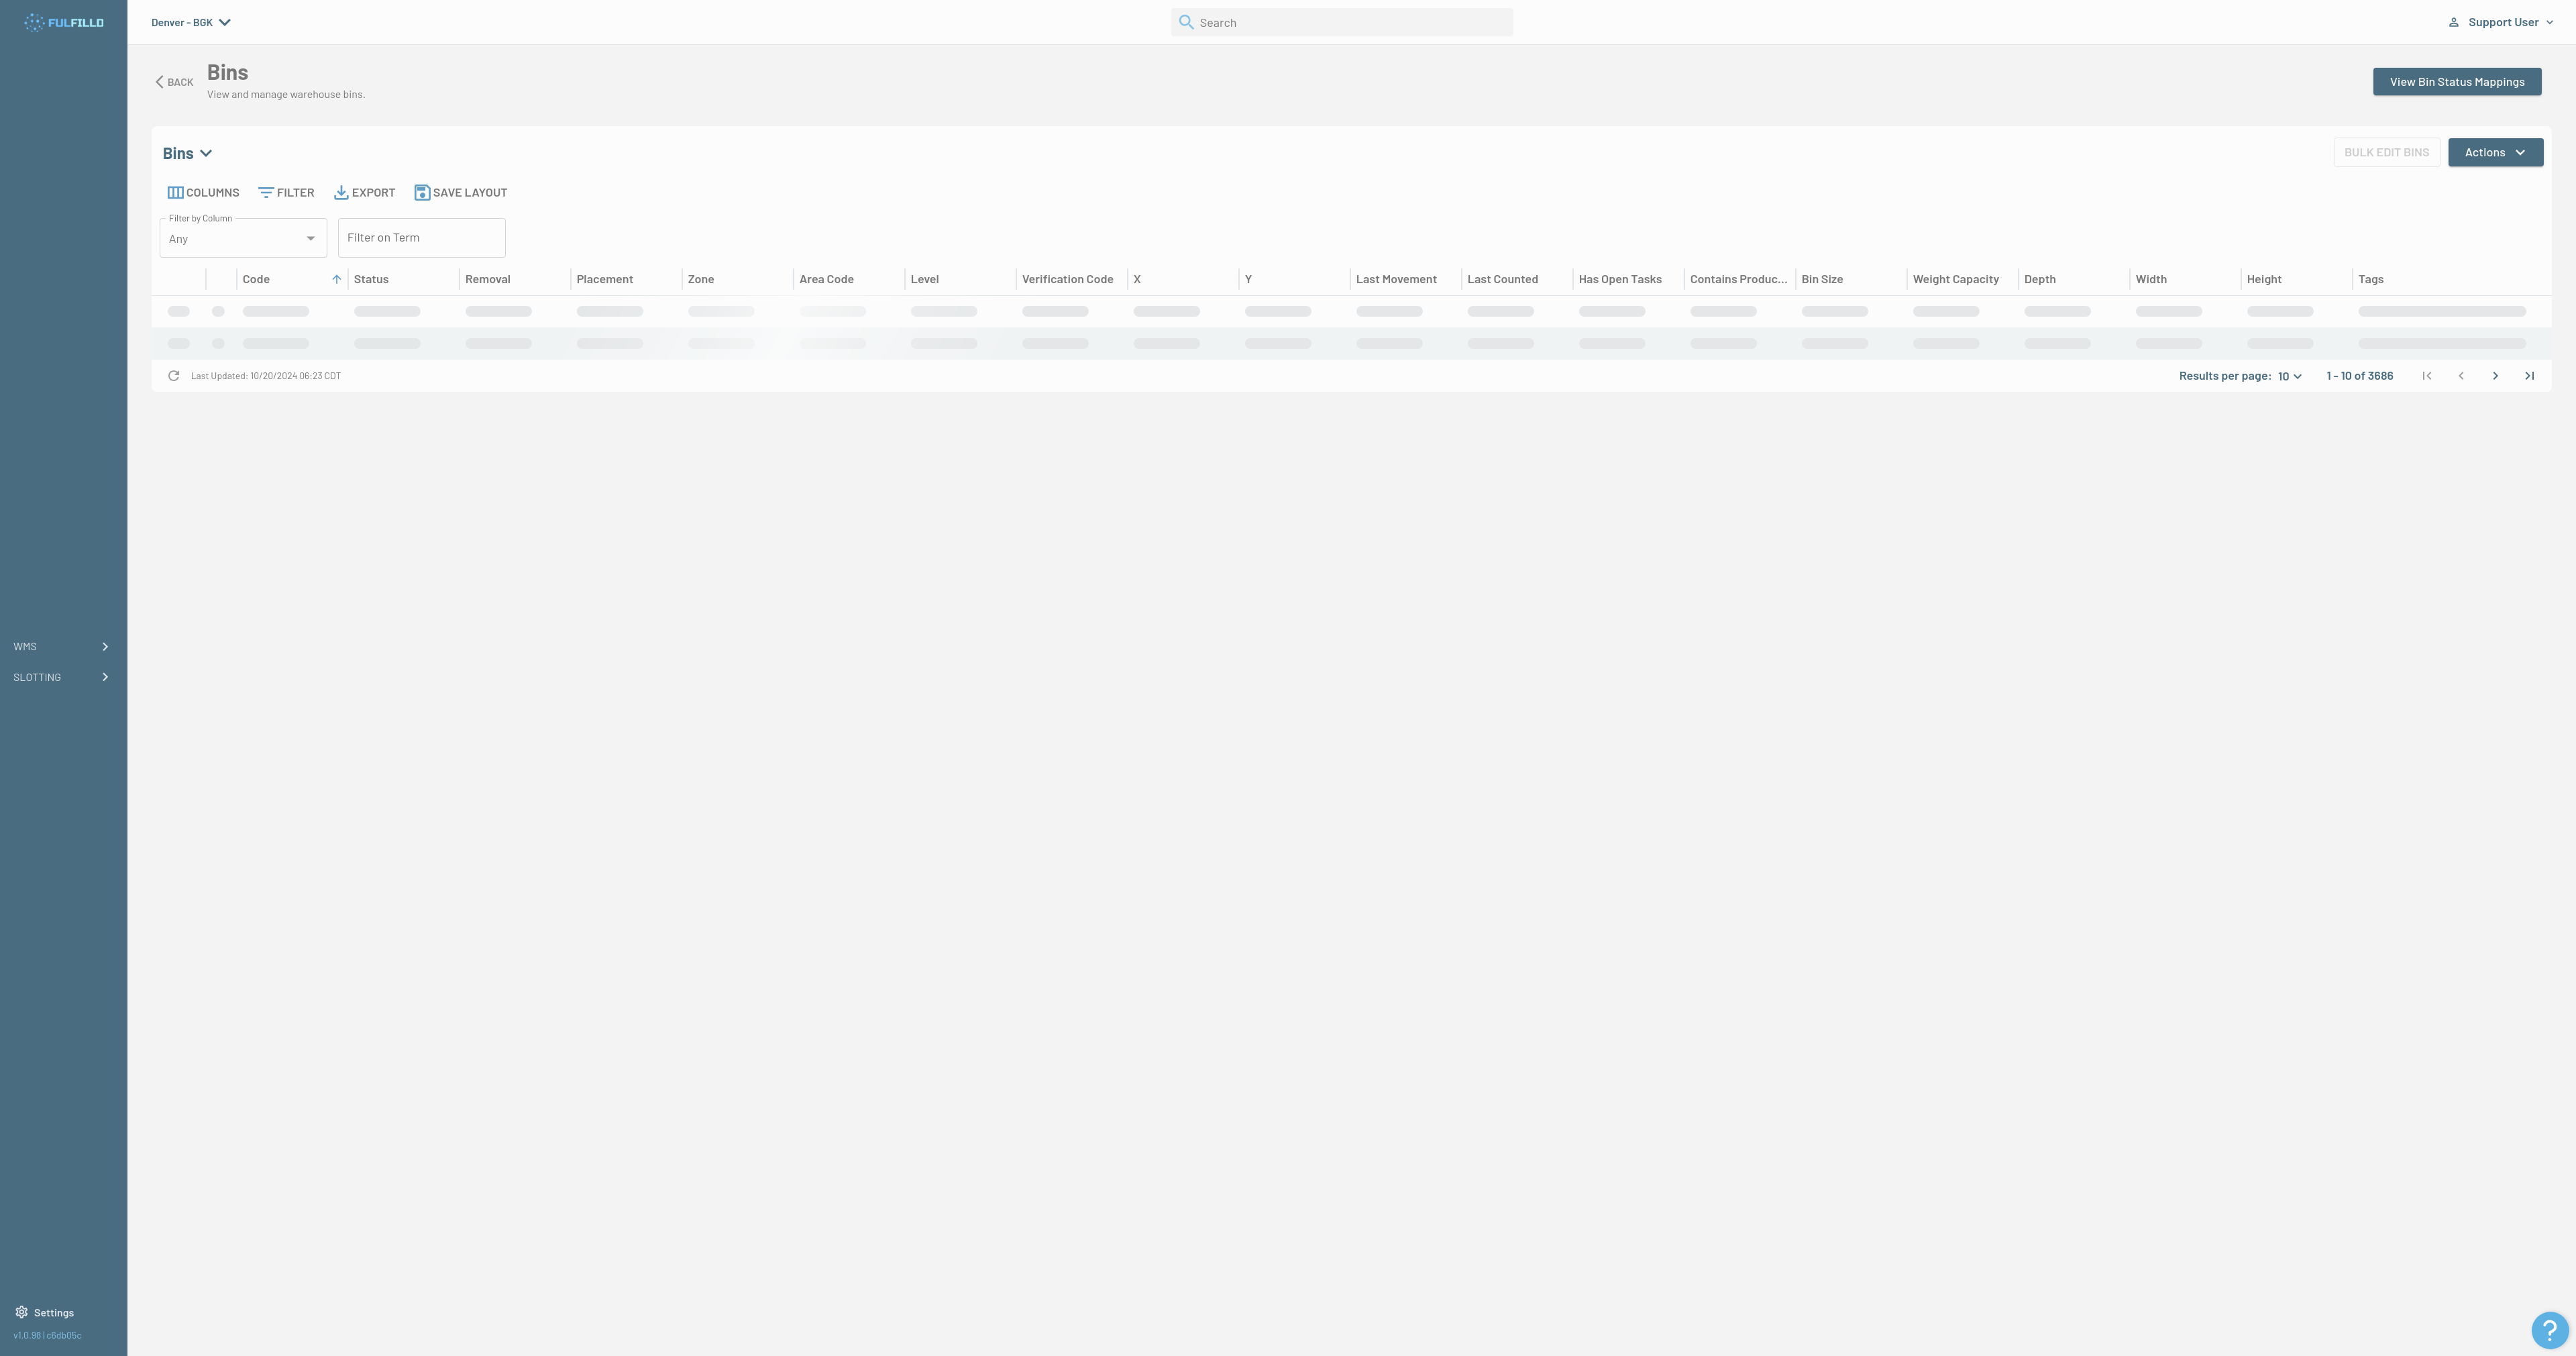 FULFILLD
Denver - BGK
Search
Support User
BACK
Bins
View and manage warehouse bins.
View Bin Status Mappings
Bins
BULK EDIT BINS
Actions
COLUMNS FILTER EXPORT SAVE LAYOUT
Filter by Column
Any
Filter on Term
Code Status Removal Placement Zone Area Code Level Verification Code X Y Last Movement Last Counted Has Open Tasks Contains Produc... Bin Size Weight Capacity Depth Width Height Tags
Last Updated: 10/20/2024 06:23 CDT
Results per page: 10 1 - 10 of 3686
WMS
SLOTTING
Settings
v1.0.98 | c6db05c
?